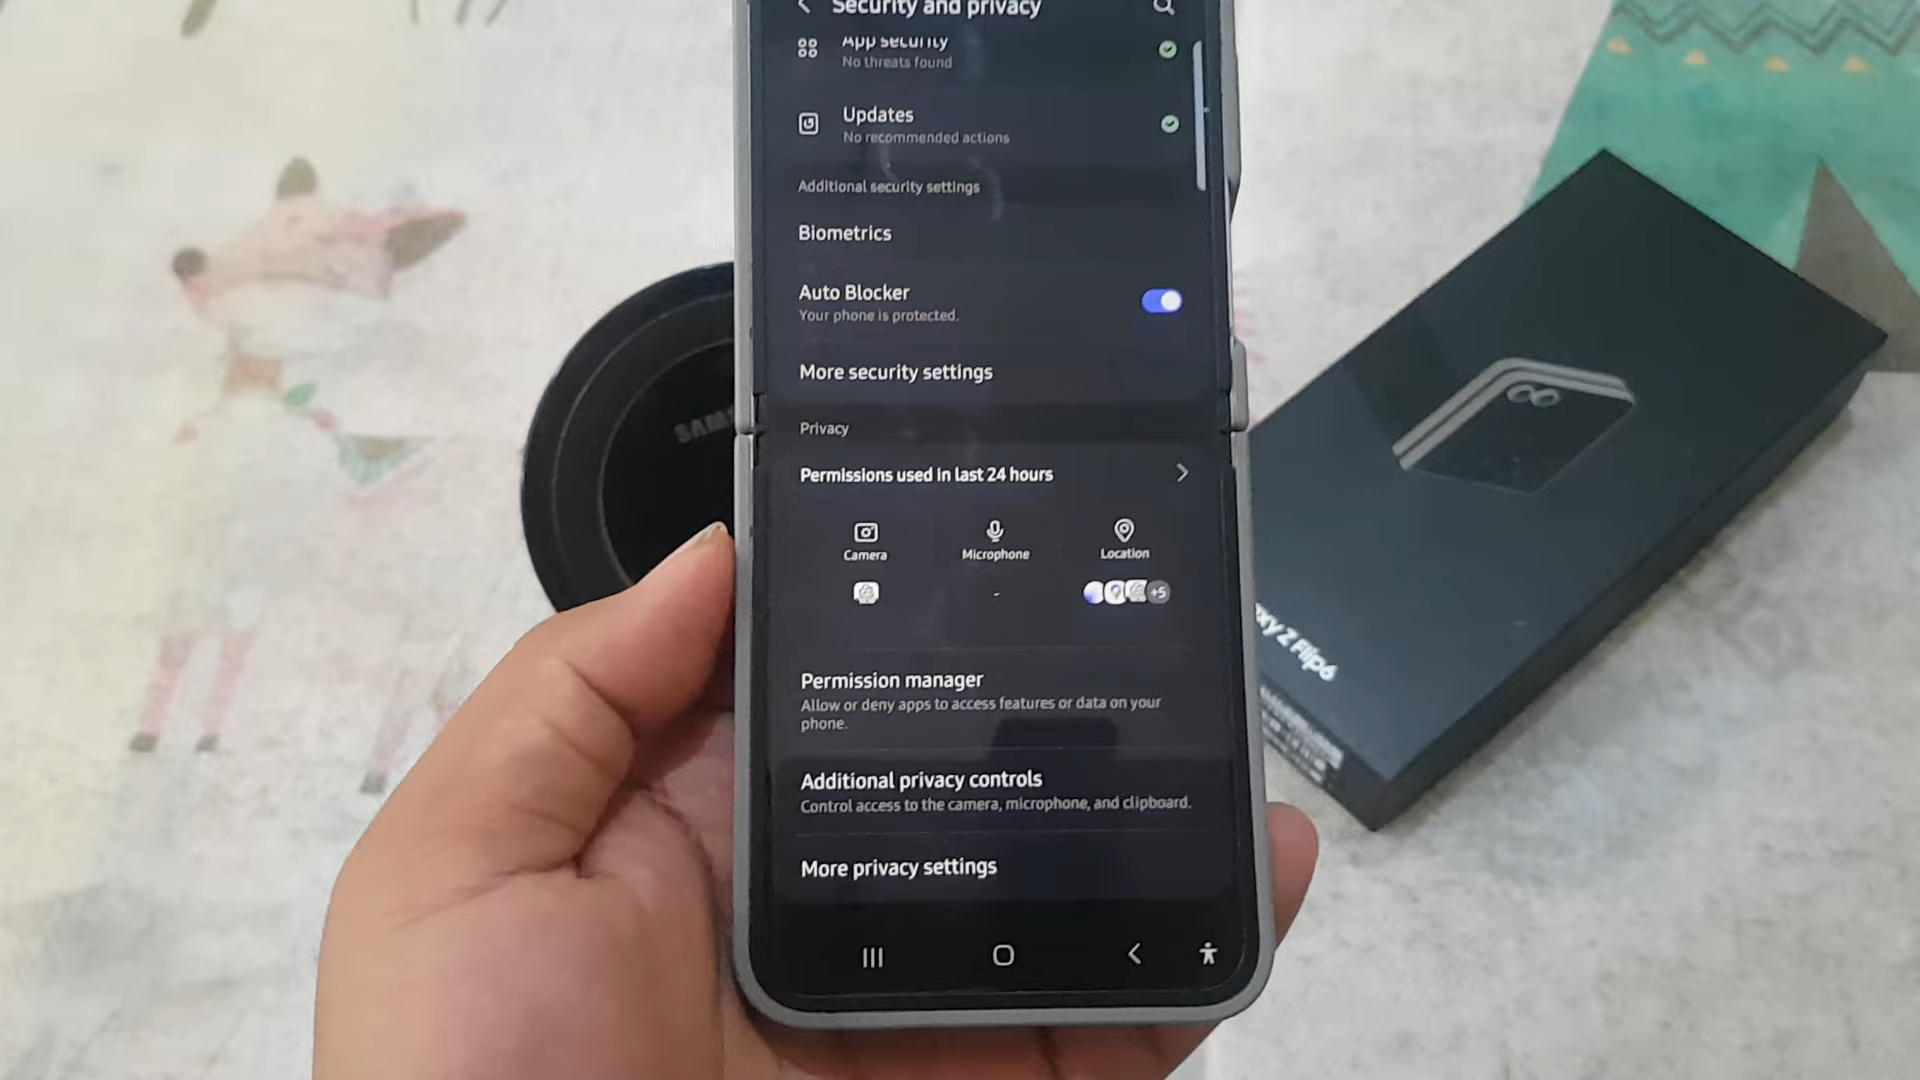 Security and privacy
App security
No threats found
Updates
No recommended actions
Additional security settings
Biometrics
Auto Blocker
Your phone is protected.
More security settings
Privacy
Permissions used in last 24 hours
Camera
Microphone
Location
-
+5
Permission manager
Allow or deny apps to access features or data on your
phone.
Additional privacy controls
Control access to the camera, microphone, and clipboard.
More privacy settings
SAM
xy Z Flip6